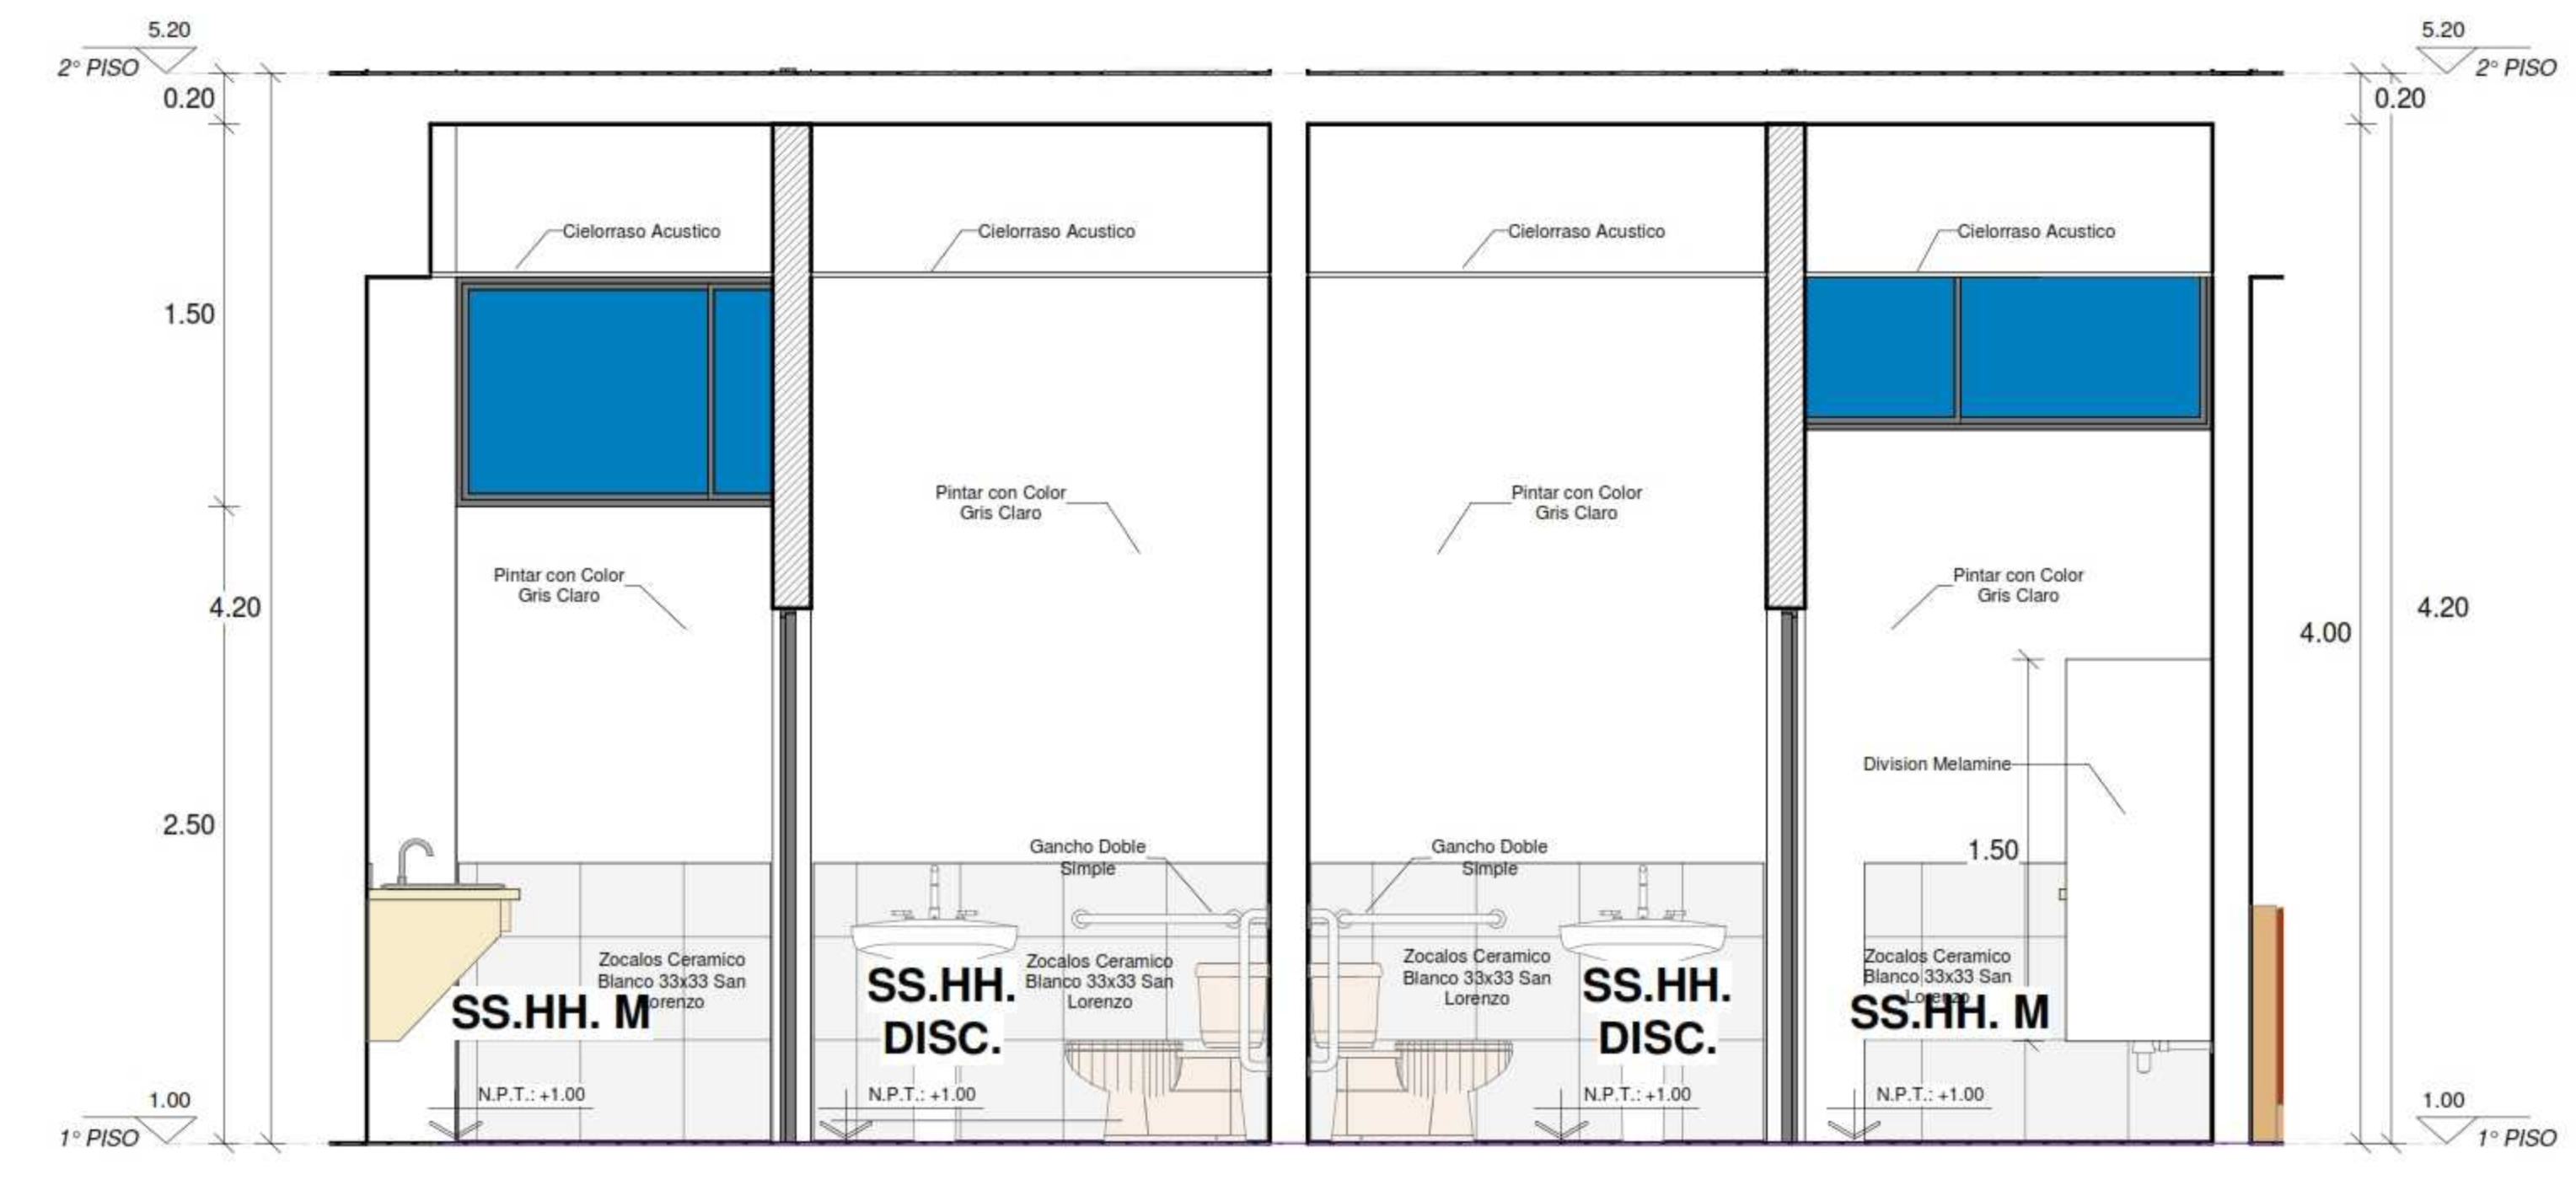 5.20
2° PISO
5.20
2° PISO
0.20
0.20
Cielorraso Acustico
Cielorraso Acustico
Cielorraso Acustico
Cielorraso Acustico
1.50
Pintar con Color
Gris Claro
Pintar con Color
Gris Claro
Pintar con Color
Gris Claro
Pintar con Color
Gris Claro
4.20
4.00
4.20
Division Melamine
2.50
1.50
Gancho Doble
Simple
Gancho Doble
Simple
Zocalos Ceramico
Blanco 33x33 San
Lorenzo
SS.HH. M
SS.HH.
DISC.
Zocalos Ceramico
Blanco 33x33 San
Lorenzo
Zocalos Ceramico
Blanco 33x33 San
Lorenzo
SS.HH.
DISC.
Zocalos Ceramico
Blanco 33x33 San
Lorenzo
SS.HH. M
N.P.T.: +1.00
N.P.T.: +1.00
N.P.T.: +1.00
N.P.T.: +1.00
1.00
1° PISO
1.00
1° PISO